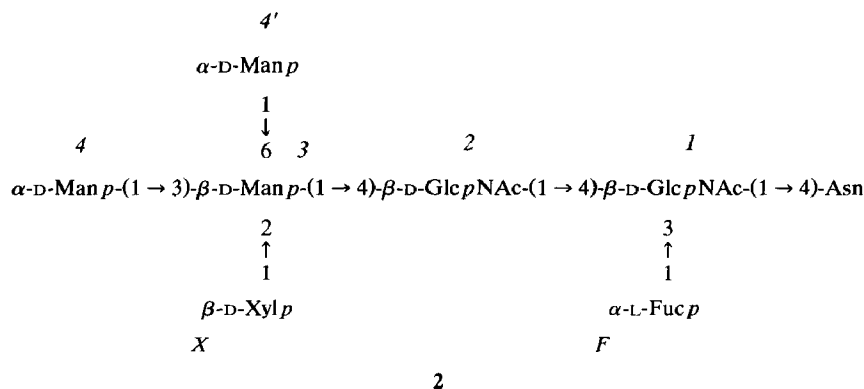 4'
α-D-Manp
1
↓
4 6 3 2 1
α-D-Manp-(1 → 3)-β-D-Manp-(1 → 4)-β-D-GlcpNAc-(1 → 4)-β-D-GlcpNAc-(1 → 4)-Asn
2 3
↑ ↑
1 1
β-D-Xylp α-L-Fucp
X F
2